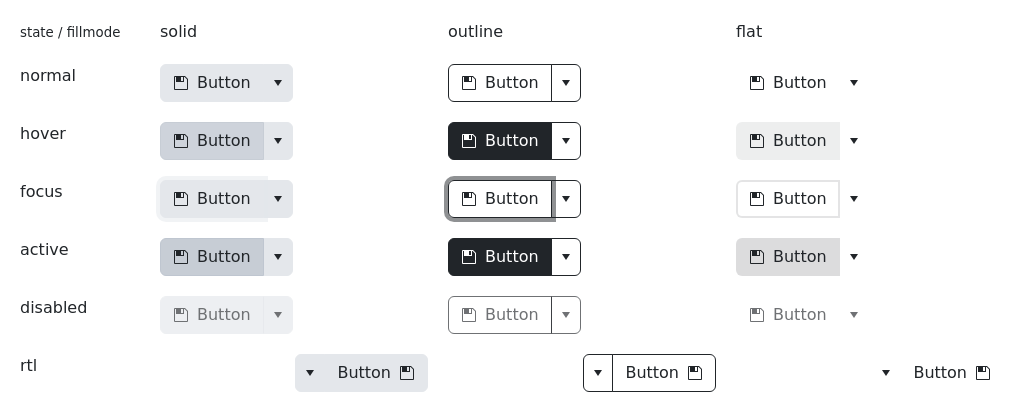 state / fillmode solid outline flat
normal Button Button Button
hover Button Button Button
focus Button Button Button
active Button Button Button
disabled Button Button Button
rtl Button Button Button